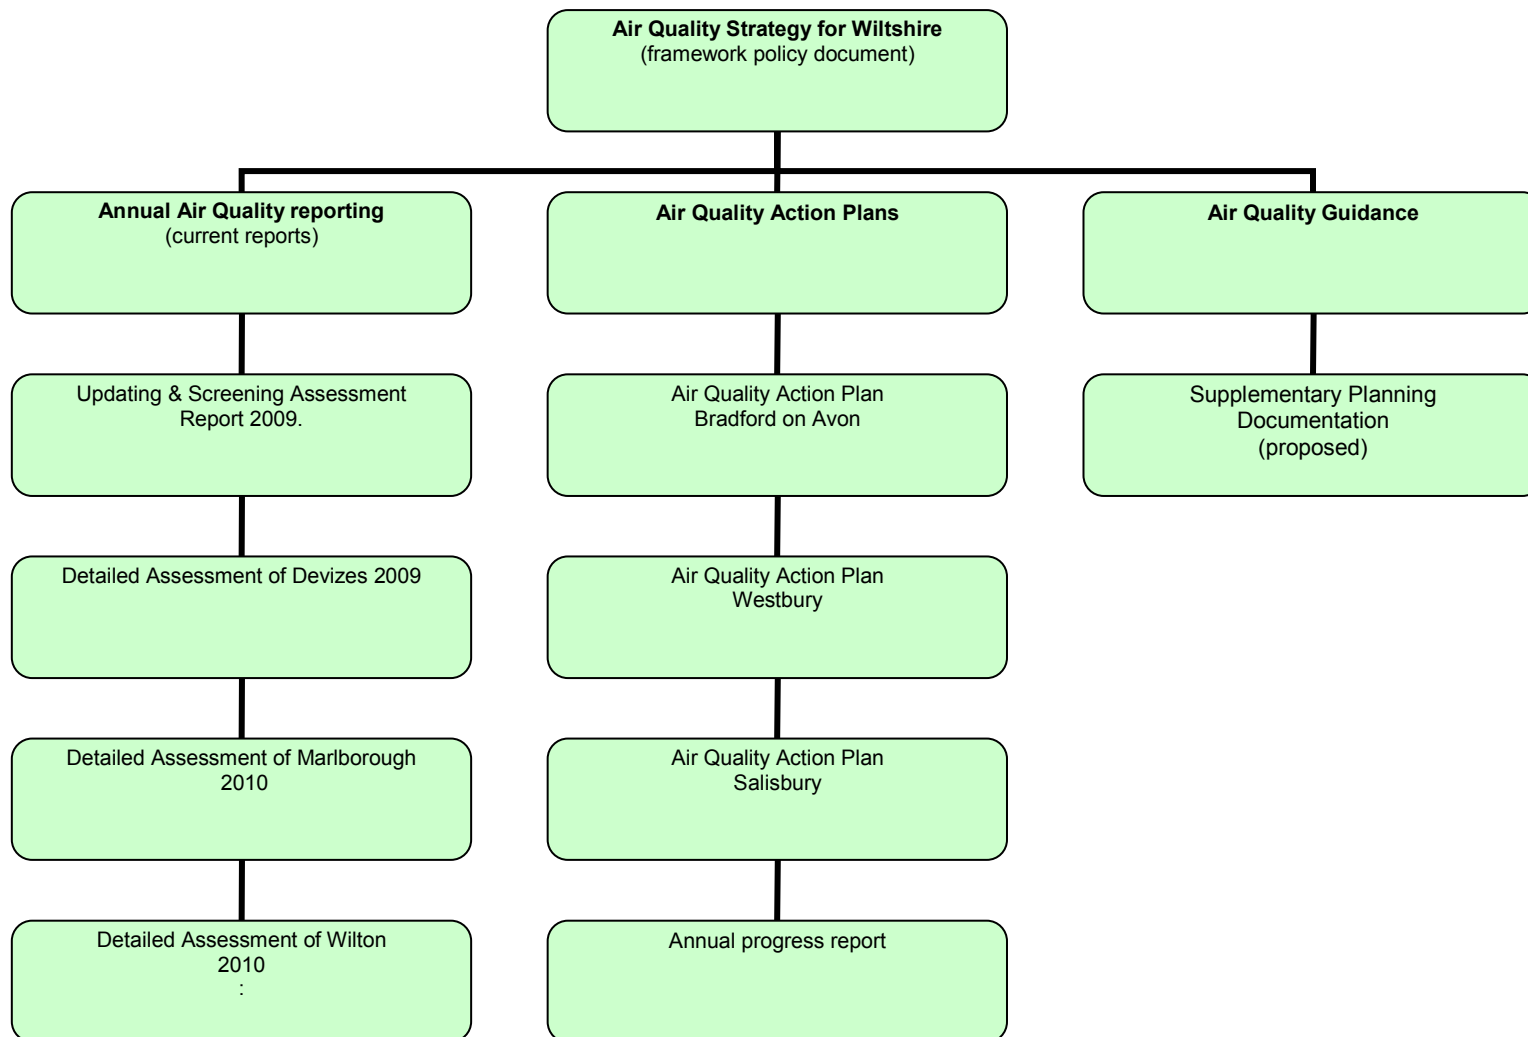 Air Quality Strategy for Wiltshire
(framework policy document)
Annual Air Quality reporting
(current reports)
Air Quality Action Plans
Air Quality Guidance
Updating & Screening Assessment
Report 2009.
Air Quality Action Plan
Bradford on Avon
Supplementary Planning
Documentation
(proposed)
Detailed Assessment of Devizes 2009
Air Quality Action Plan
Westbury
Detailed Assessment of Marlborough
2010
Air Quality Action Plan
Salisbury
Detailed Assessment of Wilton
2010
:
Annual progress report